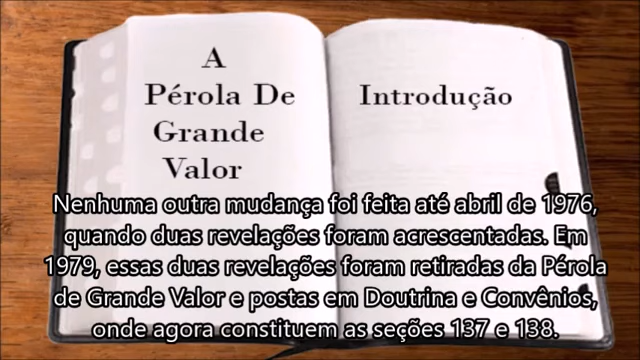 A
Pérola De
Grande
Valor
Introdução
Nenhuma outra mudança foi feita até abril de 1976,
quando duas revelações foram acrescentadas. Em
1979, essas duas revelações foram retiradas da Pérola
de Grande Valor e postas em Doutrina e Convênios,
onde agora constituem as seções 137 e 138.